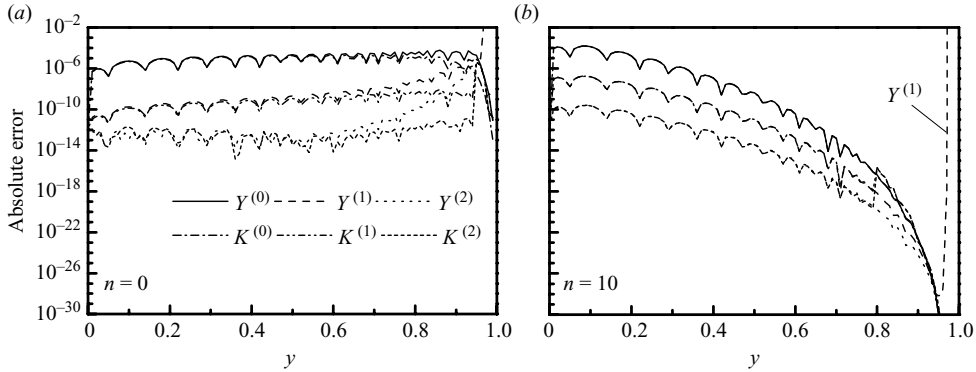 (a)
10–2
10–6
10–10
10–14
10–18
10–22
10–26
10–30
Absolute error
Y(0) Y(1) Y(2)
K(0) K(1) K(2)
n = 0
0 0.2 0.4 0.6 0.8 1.0
y
(b)
Y(1)
n = 10
0 0.2 0.4 0.6 0.8 1.0
y